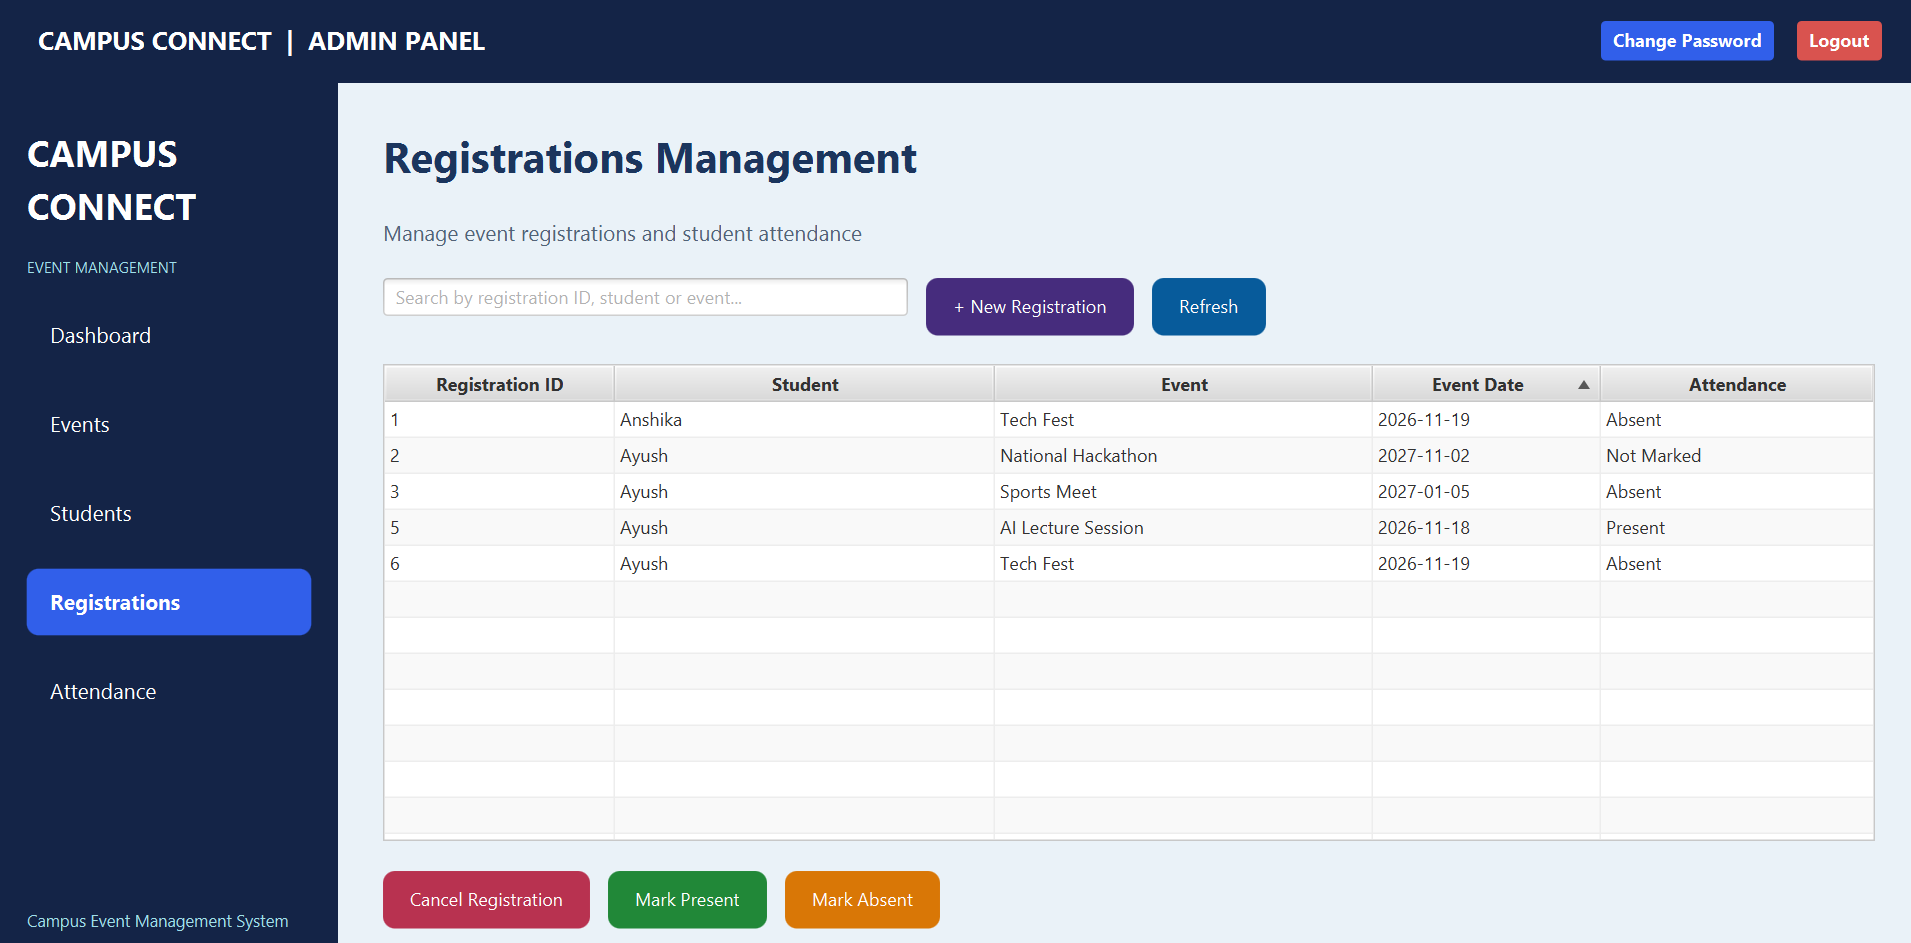 CAMPUS CONNECT | ADMIN PANEL
Change Password
Logout
CAMPUS
CONNECT
EVENT MANAGEMENT
Dashboard
Events
Students
Registrations
Attendance
Campus Event Management System
Registrations Management
Manage event registrations and student attendance
Search by registration ID, student or event...
+ New Registration
Refresh
Registration ID Student Event Event Date ▲ Attendance
1 Anshika Tech Fest 2026-11-19 Absent
2 Ayush National Hackathon 2027-11-02 Not Marked
3 Ayush Sports Meet 2027-01-05 Absent
5 Ayush AI Lecture Session 2026-11-18 Present
6 Ayush Tech Fest 2026-11-19 Absent
Cancel Registration
Mark Present
Mark Absent